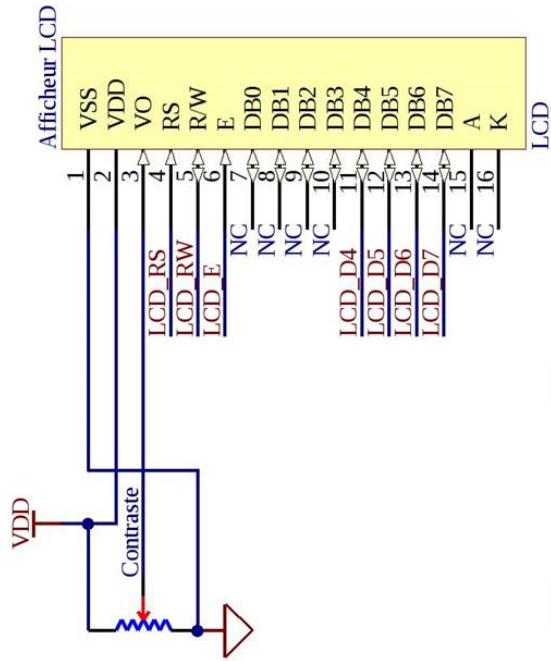 Afficheur LCD
VSS
VDD
VO
RS
R/W
E
DB0
DB1
DB2
DB3
DB4
DB5
DB6
DB7
A
K
LCD
1
2
3
4
5
6
7
8
9
10
11
12
13
14
15
16
LCD_RS
LCD_RW
LCD_E
NC
NC
NC
NC
LCD_D4
LCD_D5
LCD_D6
LCD_D7
NC
NC
VDD
Contraste